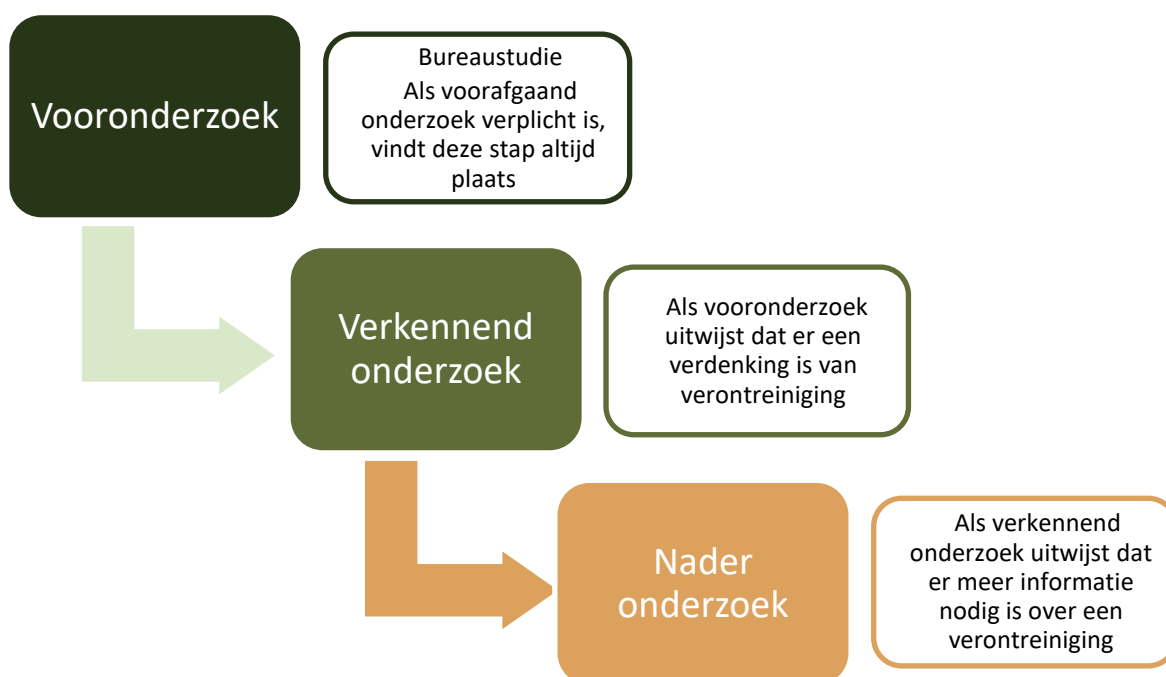 Vooronderzoek
Bureaustudie
Als voorafgaand
onderzoek verplicht is,
vindt deze stap altijd
plaats
Verkennend
onderzoek
Als vooronderzoek
uitwijst dat er een
verdenking is van
verontreiniging
Nader
onderzoek
Als verkennend
onderzoek uitwijst dat
er meer informatie
nodig is over een
verontreiniging